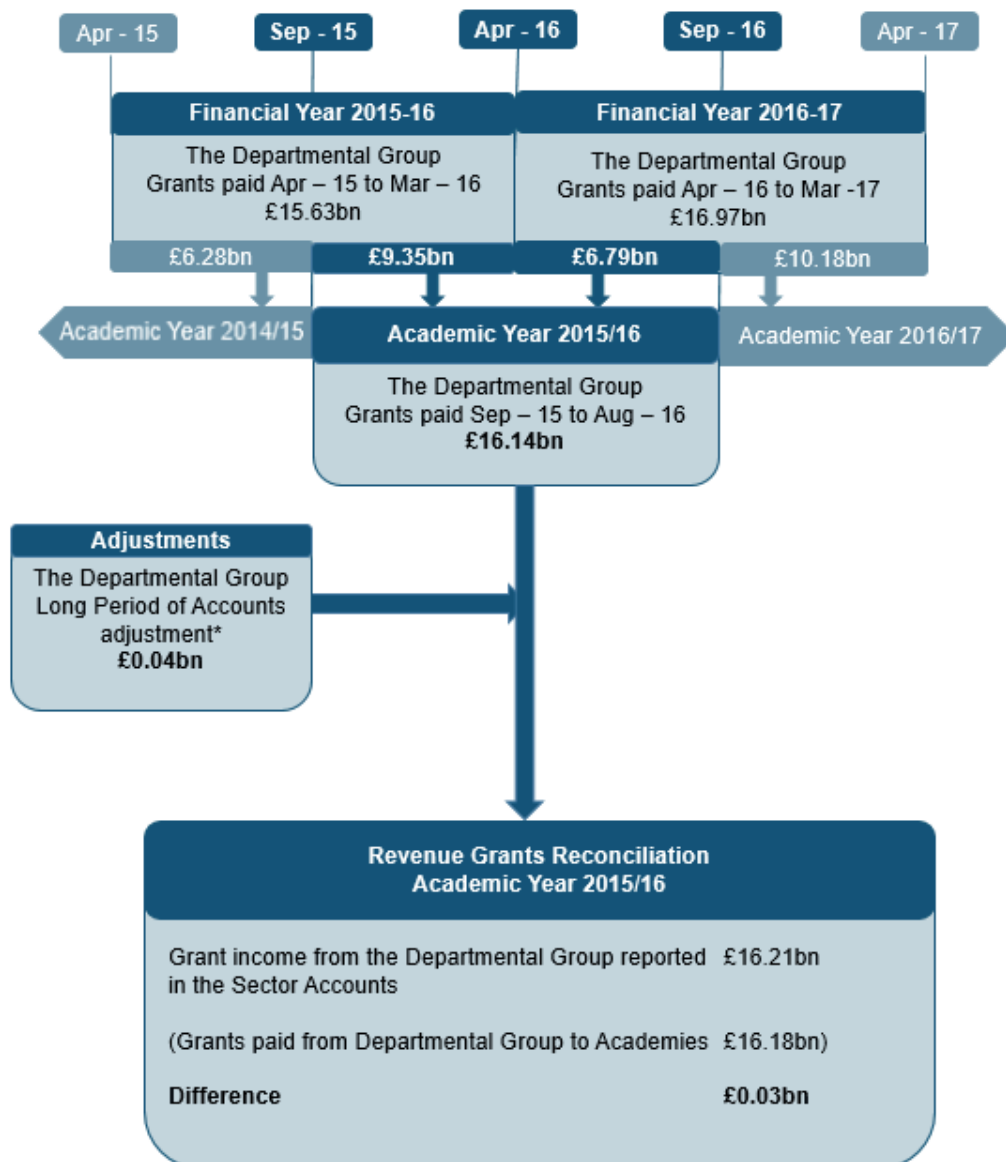 Apr - 15
Sep - 15
Apr - 16
Sep - 16
Apr - 17
Financial Year 2015-16
The Departmental Group
Grants paid Apr – 15 to Mar – 16
£15.63bn
Financial Year 2016-17
The Departmental Group
Grants paid Apr – 16 to Mar -17
£16.97bn
£6.28bn
£9.35bn
£6.79bn
£10.18bn
Academic Year 2014/15
Academic Year 2015/16
Academic Year 2016/17
The Departmental Group
Grants paid Sep – 15 to Aug – 16
£16.14bn
Adjustments
The Departmental Group
Long Period of Accounts
adjustment*
£0.04bn
Revenue Grants Reconciliation
Academic Year 2015/16
Grant income from the Departmental Group reported £16.21bn
in the Sector Accounts
(Grants paid from Departmental Group to Academies £16.18bn)
Difference £0.03bn